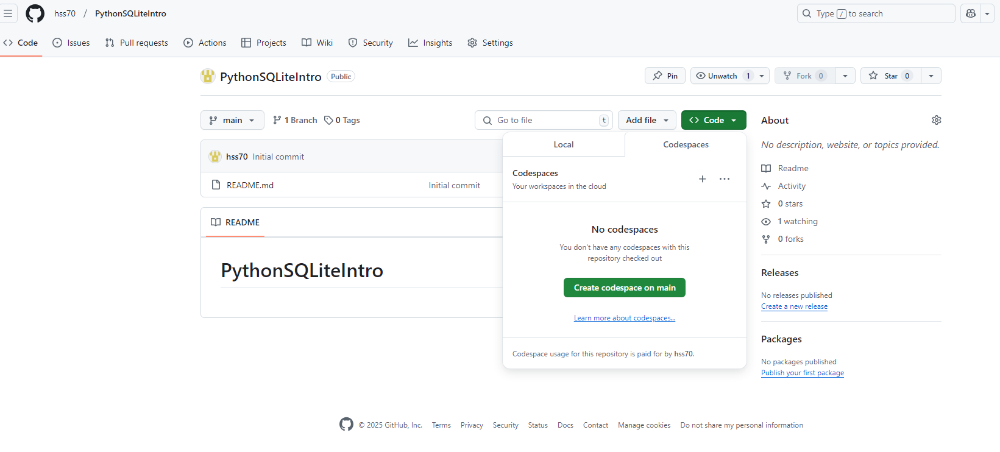 hss70 / PythonSQLiteIntro
Type / to search
Code Issues Pull requests Actions Projects Wiki Security Insights Settings
PythonSQLiteIntro Public
Pin Unwatch 1 Fork 0 Star 0
main 1 Branch 0 Tags
Go to file t Add file Code
hss70 Initial commit
README.md Initial commit
README
PythonSQLiteIntro
Local Codespaces
Codespaces
Your workspaces in the cloud
No codespaces
You don't have any codespaces with this
repository checked out
Create codespace on main
Learn more about codespaces...
Codespace usage for this repository is paid for by hss70.
About
No description, website, or topics provided.
Readme
Activity
0 stars
1 watching
0 forks
Releases
No releases published
Create a new release
Packages
No packages published
Publish your first package
© 2025 GitHub, Inc. Terms Privacy Security Status Docs Contact Manage cookies Do not share my personal information